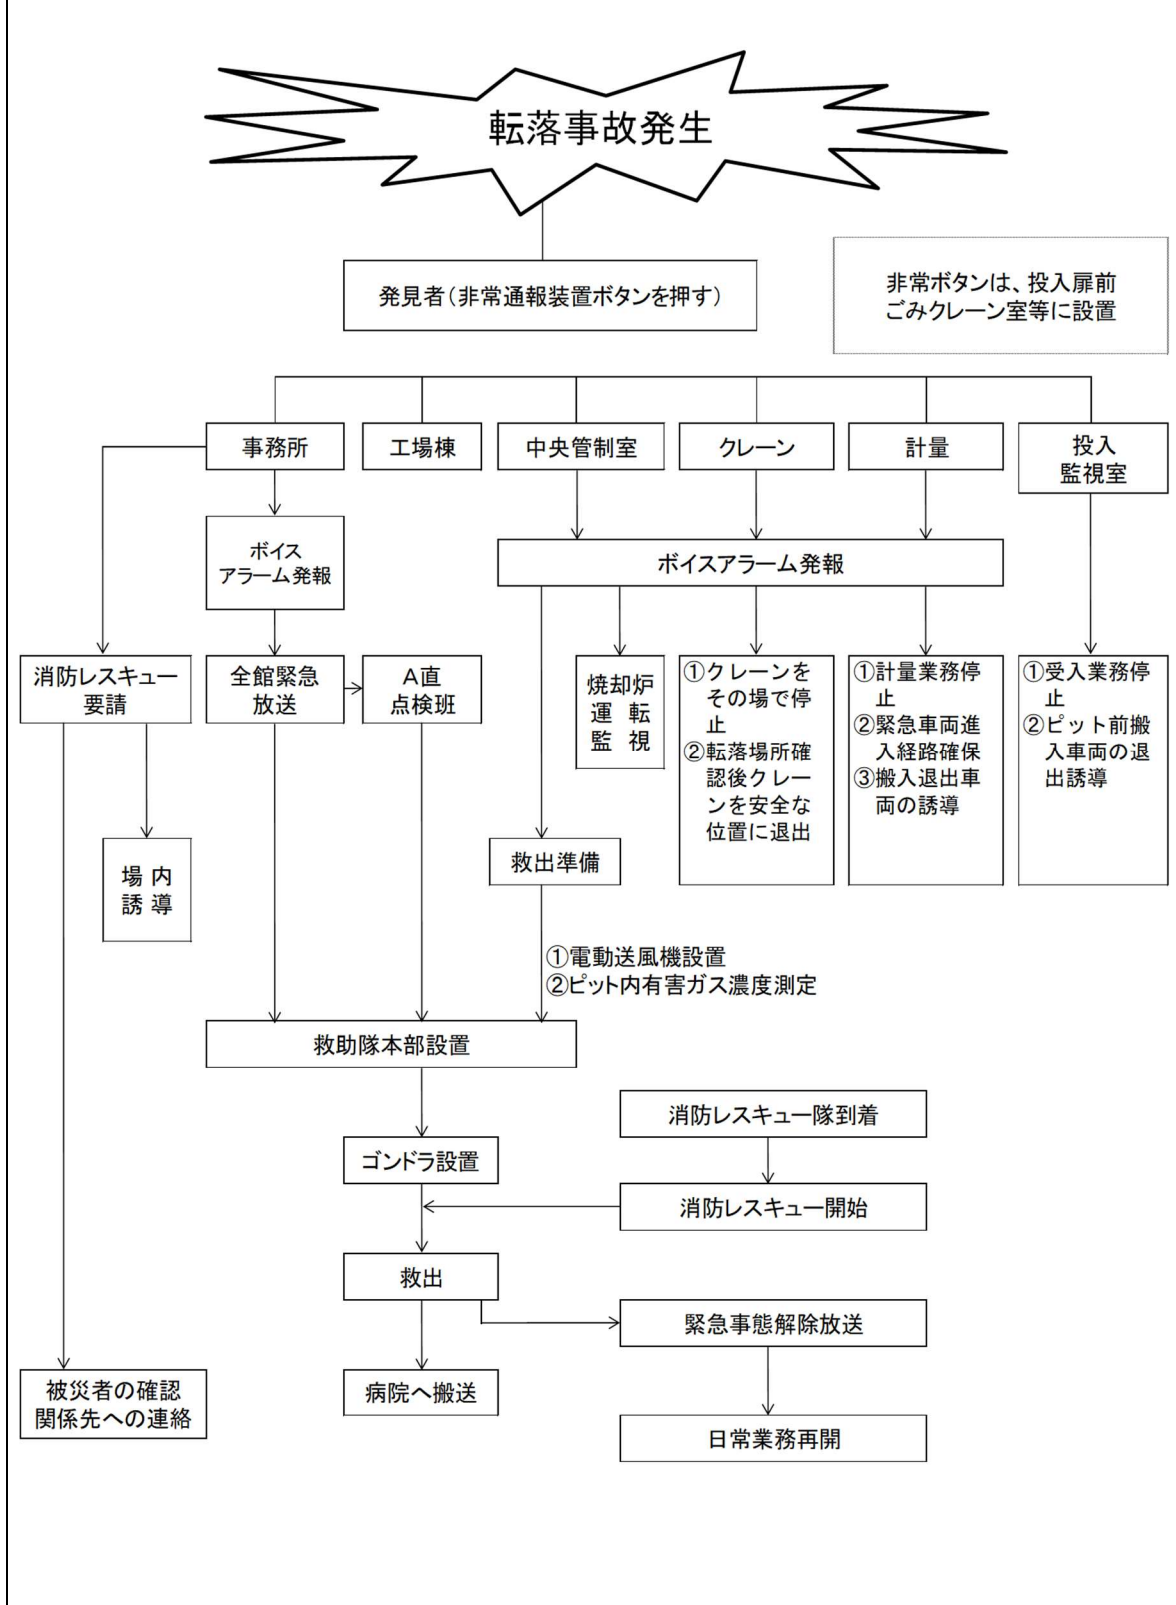 転落事故発生
発見者（非常通報装置ボタンを押す）
非常ボタンは、投入扉前
ごみクレーン室等に設置
事務所
工場棟
中央管制室
クレーン
計量
投入
監視室
ボイス
アラーム発報
ボイスアラーム発報
消防レスキュー
要請
全館緊急
放送
Ａ直
点検班
焼却炉
運　転
監　視
①クレーンを
その場で停
止
②転落場所確
認後クレー
ンを安全な
位置に退出
①計量業務停
止
②緊急車両進
入経路確保
③搬入退出車
両の誘導
①受入業務停
止
②ピット前搬
入車両の退
出誘導
場 内
誘 導
救出準備
①電動送風機設置
②ピット内有害ガス濃度測定
救助隊本部設置
消防レスキュー隊到着
ゴンドラ設置
消防レスキュー開始
救出
緊急事態解除放送
被災者の確認
関係先への連絡
病院へ搬送
日常業務再開